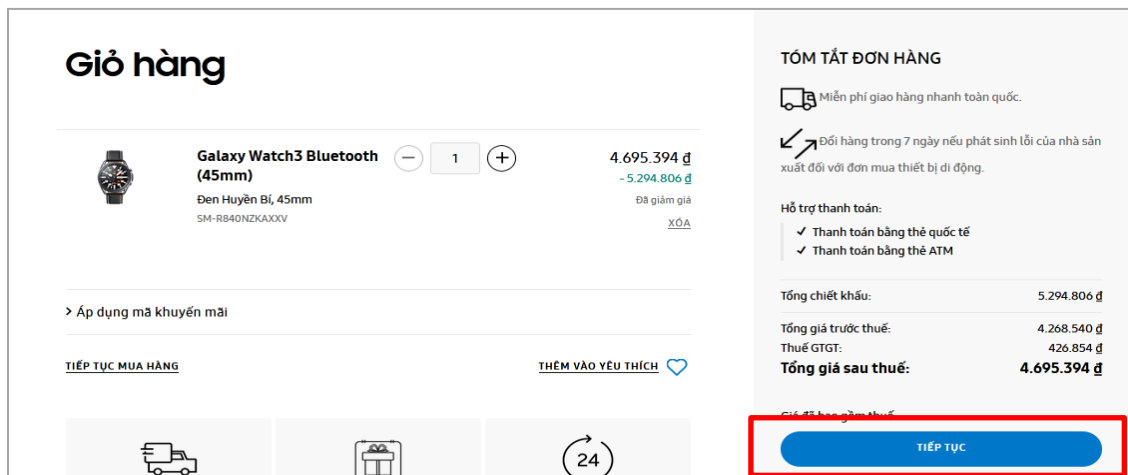 Giỏ hàng
Galaxy Watch3 Bluetooth
(45mm)
Đen Huyền Bí, 45mm
SM-R840NZKAXXV
1
4.695.394 ₫
- 5.294.806 ₫
Đã giảm giá
XÓA
> Áp dụng mã khuyến mãi
TIẾP TỤC MUA HÀNG
THÊM VÀO YÊU THÍCH
24
TÓM TẮT ĐƠN HÀNG
Miễn phí giao hàng nhanh toàn quốc.
Đổi hàng trong 7 ngày nếu phát sinh lỗi của nhà sản
xuất đối với đơn mua thiết bị di động.
Hỗ trợ thanh toán:
✓ Thanh toán bằng thẻ quốc tế
✓ Thanh toán bằng thẻ ATM
Tổng chiết khấu: 5.294.806 ₫
Tổng giá trước thuế: 4.268.540 ₫
Thuế GTGT: 426.854 ₫
Tổng giá sau thuế: 4.695.394 ₫
Giá đã bao gồm thuế
TIẾP TỤC